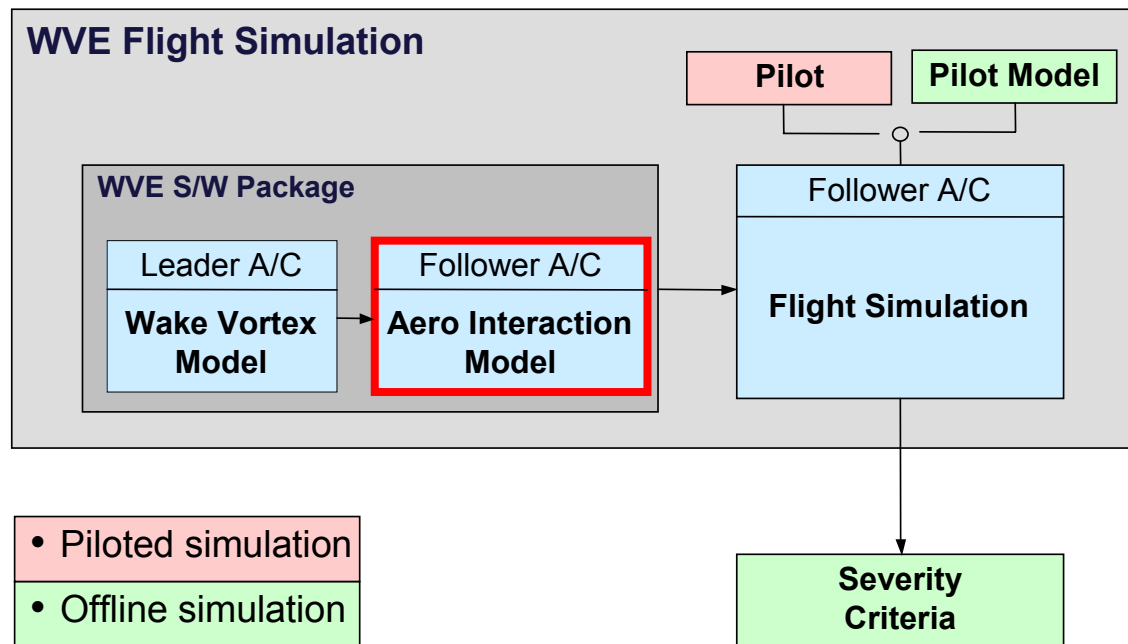 WVE Flight Simulation
Pilot
Pilot Model
WVE S/W Package
Leader A/C
Wake Vortex
Model
Follower A/C
Aero Interaction
Model
Follower A/C
Flight Simulation
• Piloted simulation
• Offline simulation
Severity
Criteria